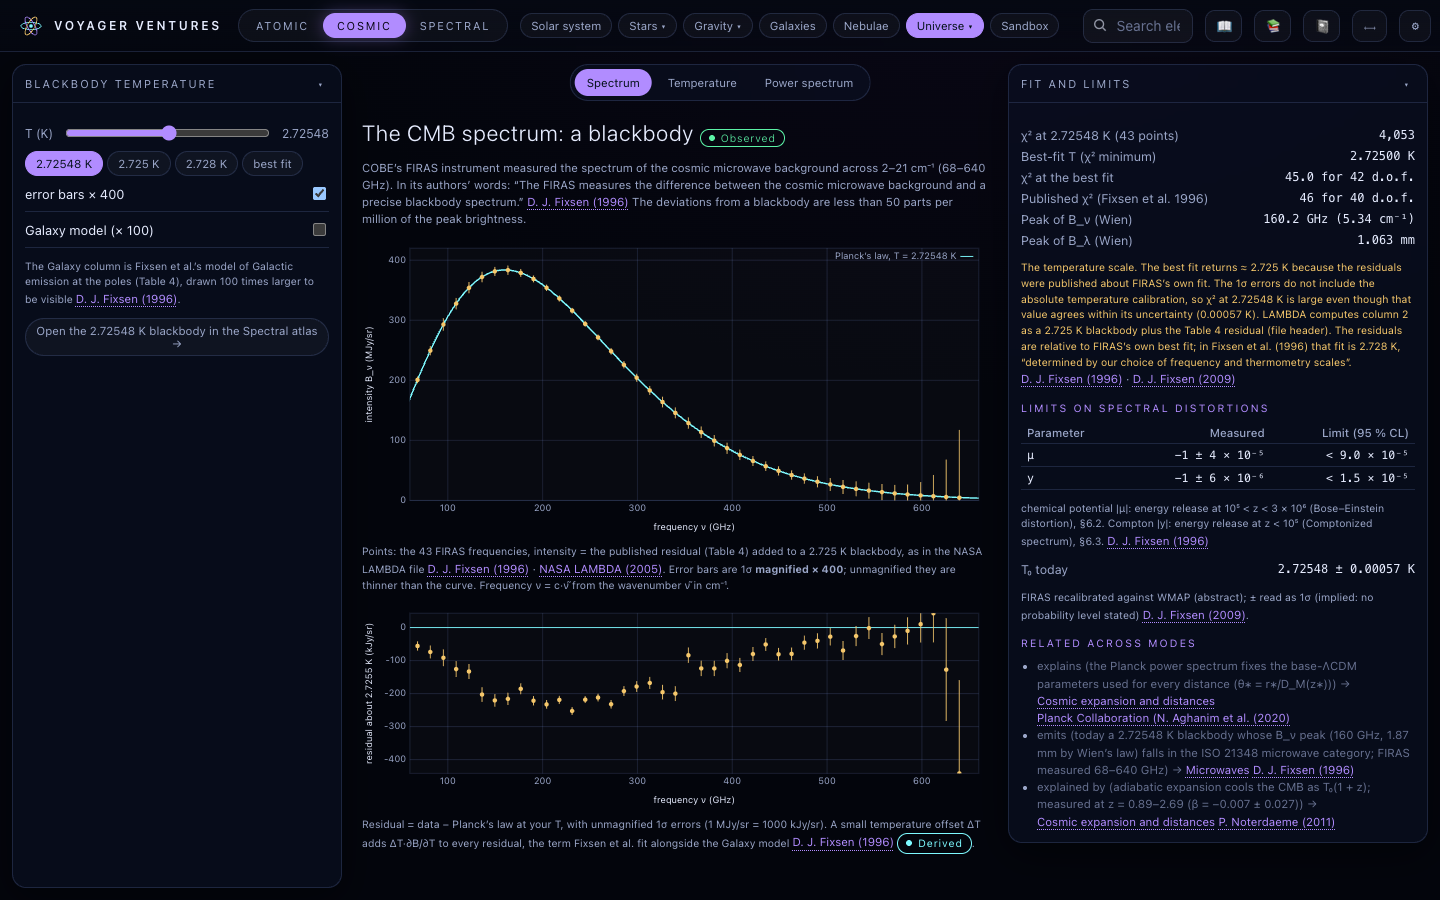 VOYAGER VENTURES
ATOMIC COSMIC SPECTRAL
Solar system Stars ▾ Gravity ▾ Galaxies Nebulae Universe ▾ Sandbox
Search ele
BLACKBODY TEMPERATURE
T (K) 2.72548
2.72548 K 2.725 K 2.728 K best fit
error bars × 400
Galaxy model (× 100)
The Galaxy column is Fixsen et al.'s model of Galactic
emission at the poles (Table 4), drawn 100 times larger to
be visible D. J. Fixsen (1996).
Open the 2.72548 K blackbody in the Spectral atlas
→
Spectrum Temperature Power spectrum
The CMB spectrum: a blackbody Observed
COBE's FIRAS instrument measured the spectrum of the cosmic microwave background across 2–21 cm⁻¹ (68–640
GHz). In its authors' words: “The FIRAS measures the difference between the cosmic microwave background and a
precise blackbody spectrum.” D. J. Fixsen (1996) The deviations from a blackbody are less than 50 parts per
million of the peak brightness.
Planck's law, T = 2.72548 K
intensity B_ν (MJy/sr)
400
300
200
100
0
100 200 300 400 500 600
frequency ν (GHz)
Points: the 43 FIRAS frequencies, intensity = the published residual (Table 4) added to a 2.725 K blackbody, as in the NASA
LAMBDA file D. J. Fixsen (1996) · NASA LAMBDA (2005). Error bars are 1σ magnified × 400; unmagnified they are
thinner than the curve. Frequency ν = c·ν̃ from the wavenumber ν̃ in cm⁻¹.
residual about 2.7255 K (kJy/sr)
0
-100
-200
-300
-400
100 200 300 400 500 600
frequency ν (GHz)
Residual = data − Planck's law at your T, with unmagnified 1σ errors (1 MJy/sr = 1000 kJy/sr). A small temperature offset ΔT
adds ΔT·∂B/∂T to every residual, the term Fixsen et al. fit alongside the Galaxy model D. J. Fixsen (1996) Derived.
FIT AND LIMITS
χ² at 2.72548 K (43 points) 4,053
Best-fit T (χ² minimum) 2.72500 K
χ² at the best fit 45.0 for 42 d.o.f.
Published χ² (Fixsen et al. 1996) 46 for 40 d.o.f.
Peak of B_ν (Wien) 160.2 GHz (5.34 cm⁻¹)
Peak of B_λ (Wien) 1.063 mm
The temperature scale. The best fit returns ≈ 2.725 K because the residuals
were published about FIRAS's own fit. The 1σ errors do not include the
absolute temperature calibration, so χ² at 2.72548 K is large even though that
value agrees within its uncertainty (0.00057 K). LAMBDA computes column 2
as a 2.725 K blackbody plus the Table 4 residual (file header). The residuals
are relative to FIRAS's own best fit; in Fixsen et al. (1996) that fit is 2.728 K,
“determined by our choice of frequency and thermometry scales”.
D. J. Fixsen (1996) · D. J. Fixsen (2009)
LIMITS ON SPECTRAL DISTORTIONS
Parameter Measured Limit (95 % CL)
μ −1 ± 4 × 10⁻⁵ < 9.0 × 10⁻⁵
y −1 ± 6 × 10⁻⁶ < 1.5 × 10⁻⁵
chemical potential |μ|: energy release at 10⁵ < z < 3 × 10⁶ (Bose–Einstein
distortion), §6.2. Compton |y|: energy release at z < 10⁵ (Comptonized
spectrum), §6.3. D. J. Fixsen (1996)
T₀ today 2.72548 ± 0.00057 K
FIRAS recalibrated against WMAP (abstract); ± read as 1σ (implied: no
probability level stated) D. J. Fixsen (2009).
RELATED ACROSS MODES
explains (the Planck power spectrum fixes the base-ΛCDM
parameters used for every distance (θ∗ = r∗/D_M(z∗))) →
Cosmic expansion and distances
Planck Collaboration (N. Aghanim et al. (2020)
emits (today a 2.72548 K blackbody whose B_ν peak (160 GHz, 1.87
mm by Wien's law) falls in the ISO 21348 microwave category; FIRAS
measured 68–640 GHz) → Microwaves D. J. Fixsen (1996)
explained by (adiabatic expansion cools the CMB as T₀(1 + z);
measured at z = 0.89–2.69 (β = −0.007 ± 0.027)) →
Cosmic expansion and distances P. Noterdaeme (2011)